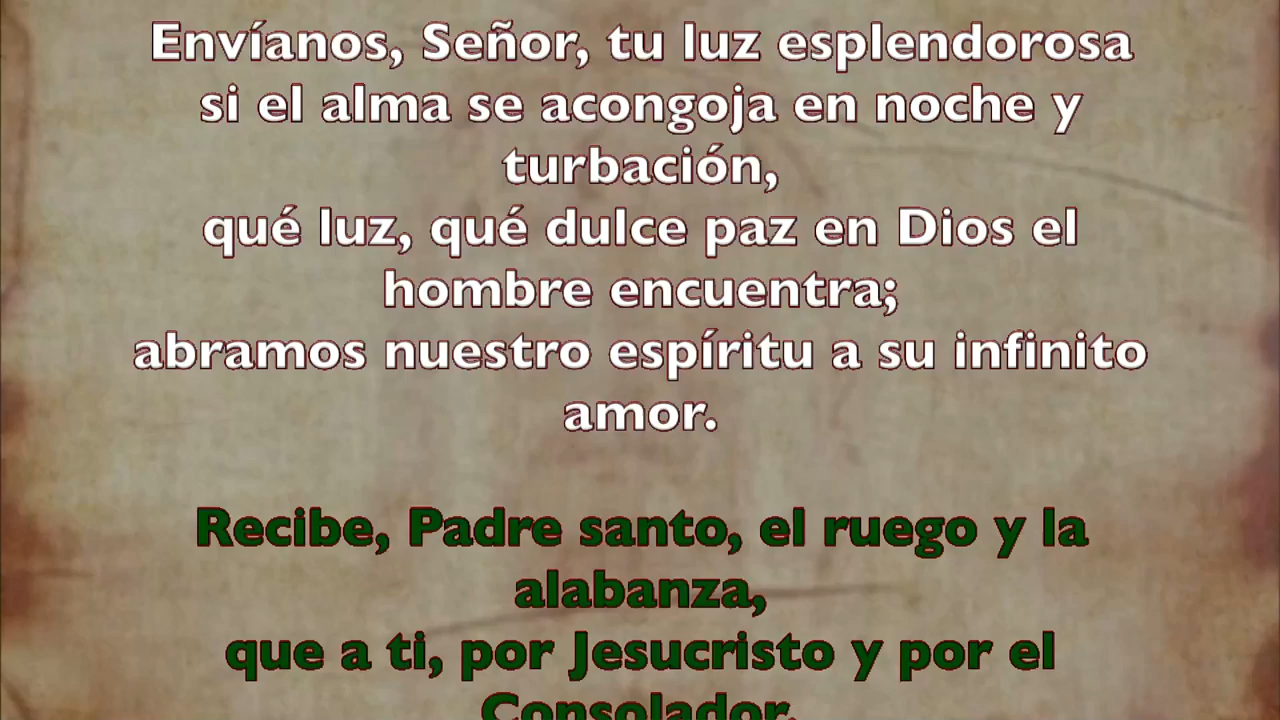 Envíanos, Señor, tu luz esplendorosa
si el alma se acongoja en noche y
turbación,
qué luz, qué dulce paz en Dios el
hombre encuentra;
abramos nuestro espíritu a su infinito
amor.
Recibe, Padre santo, el ruego y la
alabanza,
que a ti, por Jesucristo y por el
Consolador,